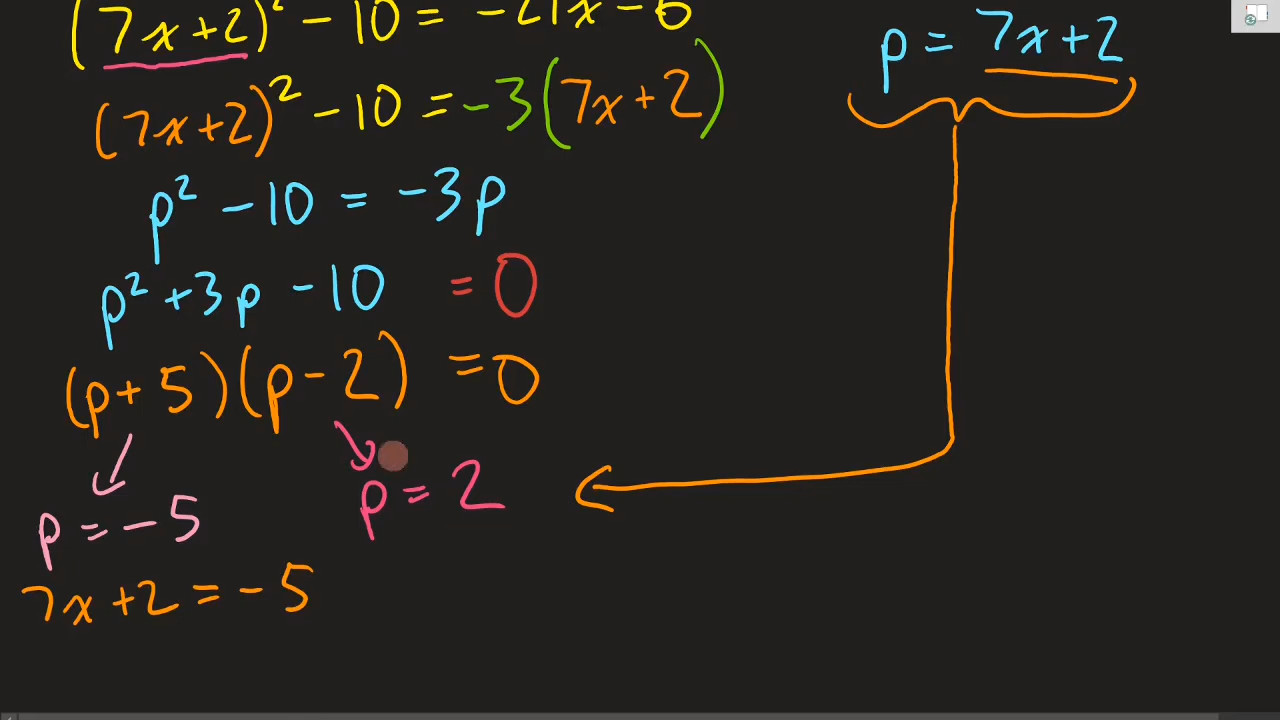 (7x+2)² - 10 = -21x - 6
p = 7x+2
(7x+2)² - 10 = -3(7x+2)
p² - 10 = -3p
p² + 3p - 10 = 0
(p+5)(p-2) = 0
p = 2
p = -5
7x+2 = -5